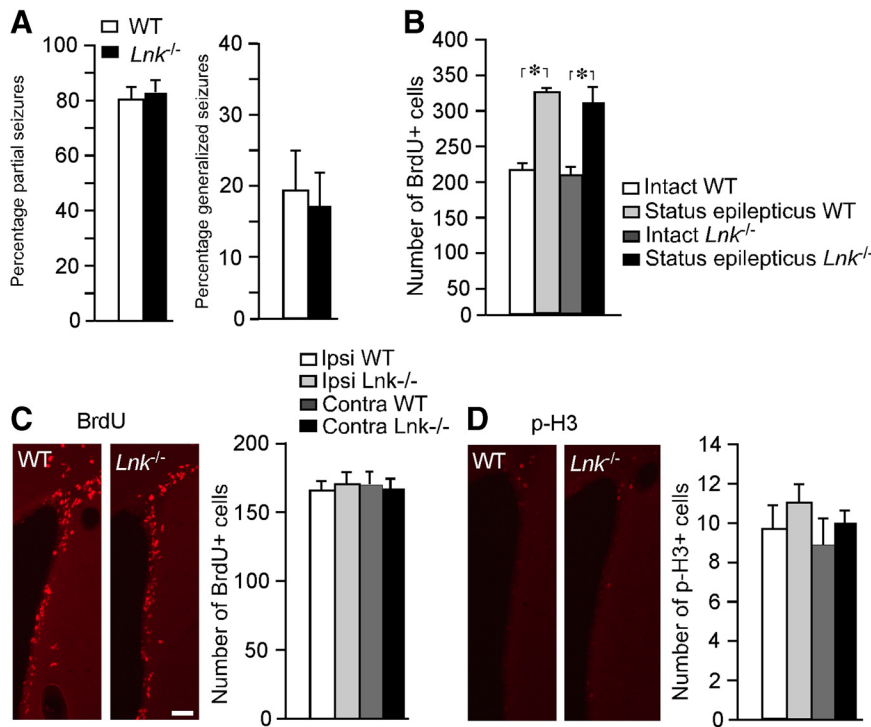 A
WT
Lnk-/-
Percentage partial seizures
100
80
60
40
20
0
Percentage generalized seizures
40
30
20
10
0
B
Number of BrdU+ cells
400
350
300
250
200
150
100
50
0
*
*
Intact WT
Status epilepticus WT
Intact Lnk-/-
Status epilepticus Lnk-/-
C
BrdU
WT
Lnk-/-
Ipsi WT
Ipsi Lnk-/-
Contra WT
Contra Lnk-/-
Number of BrdU+ cells
200
150
100
50
0
D
p-H3
WT
Lnk-/-
Number of p-H3+ cells
14
12
10
8
6
4
2
0